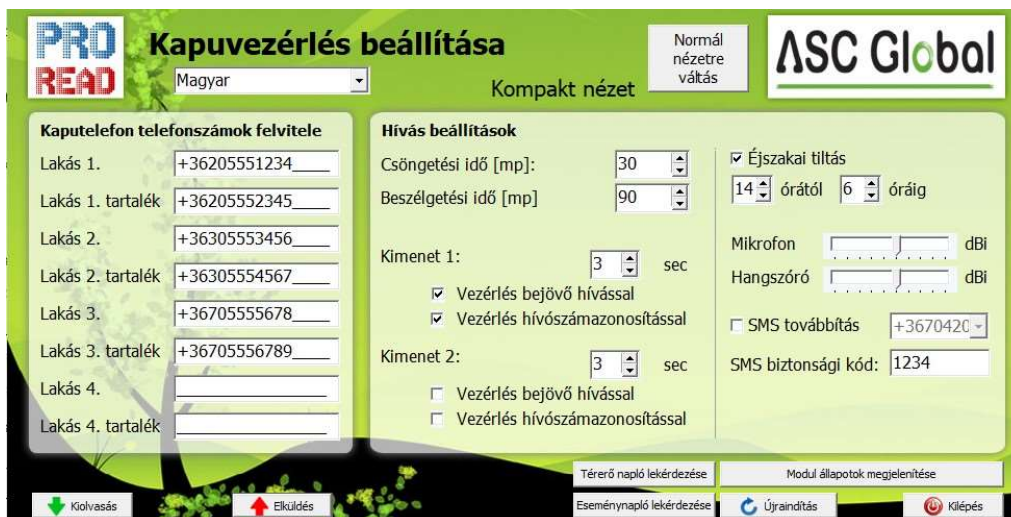 PRO
READ
Kapuvezérlés beállítása
Magyar
Kompakt nézet
Normál
nézetre
váltás
ASC Global
Kaputelefon telefonszámok felvitele
Lakás 1. +36205551234____
Lakás 1. tartalék +36205552345____
Lakás 2. +36305553456____
Lakás 2. tartalék +36305554567____
Lakás 3. +36705555678____
Lakás 3. tartalék +36705556789____
Lakás 4. ________________
Lakás 4. tartalék ________________
Hívás beállítások
Csöngetési idő [mp]: 30
Beszélgetési idő [mp] 90
Kimenet 1: 3 sec
Vezérlés bejövő hívással
Vezérlés hívószámazonosítással
Kimenet 2: 3 sec
Vezérlés bejövő hívással
Vezérlés hívószámazonosítással
Éjszakai tiltás
14 órától 6 óráig
Mikrofon dBi
Hangszóró dBi
SMS továbbítás +3670420
SMS biztonsági kód: 1234
Térerő napló lekérdezése
Modul állapotok megjelenítése
Kiolvasás
Elküldés
Eseménynapló lekérdezése
Újraindítás
Kilépés